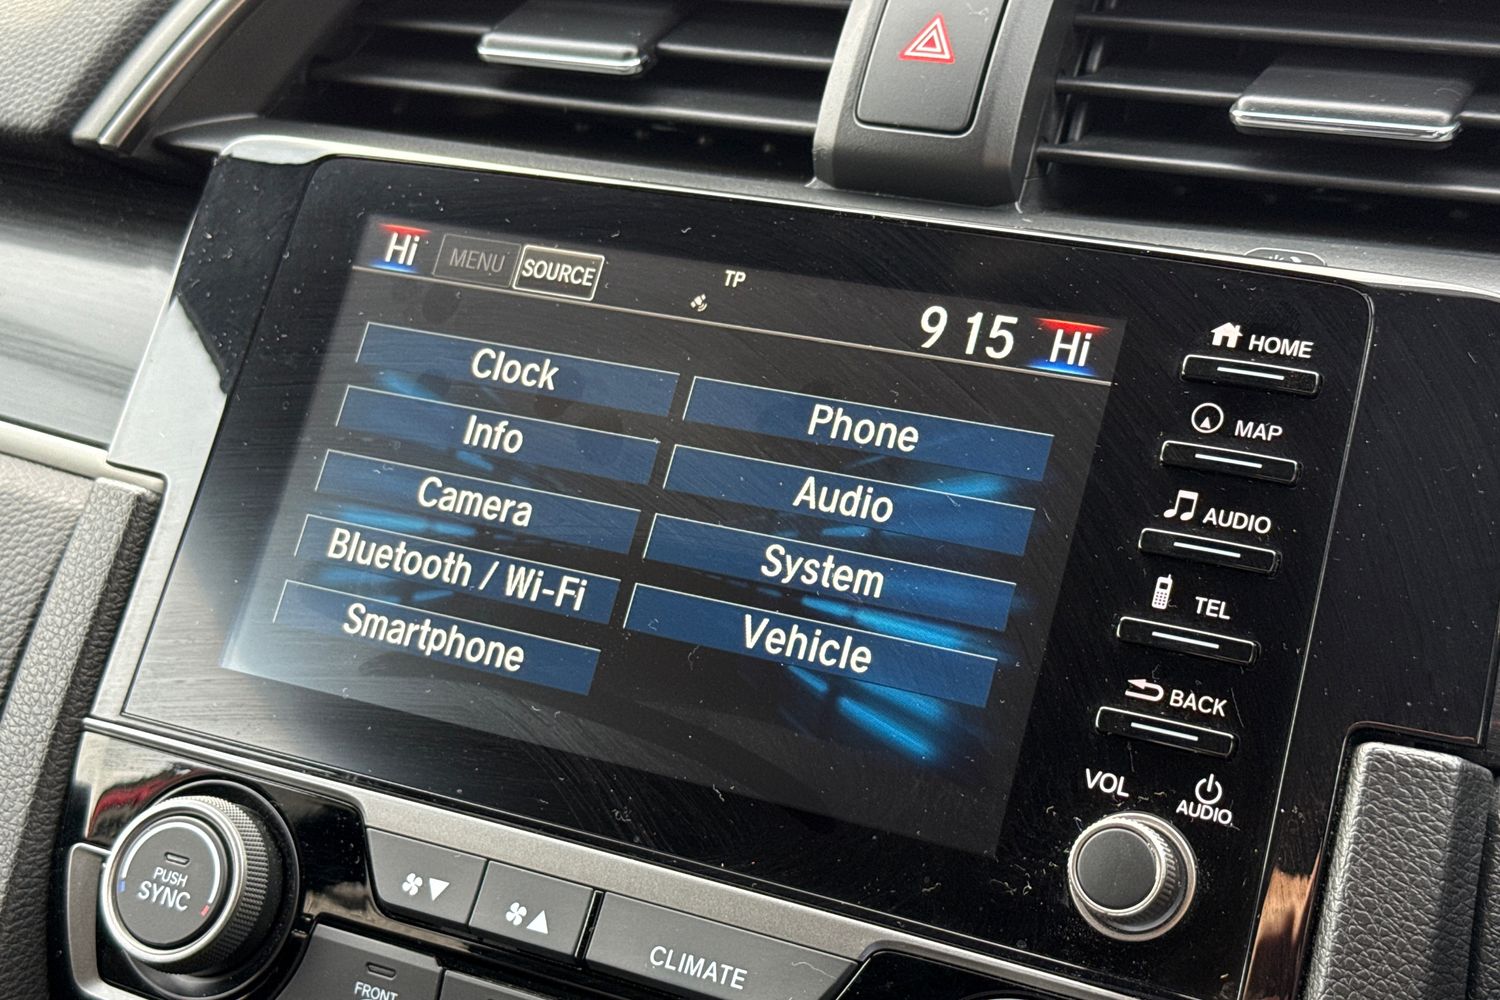 Hi MENU SOURCE TP 9 15 Hi
Clock
Phone
Info
Audio
Camera
System
Bluetooth / Wi-Fi
Vehicle
Smartphone
HOME
MAP
AUDIO
TEL
BACK
VOL AUDIO
PUSH
SYNC
CLIMATE
FRONT